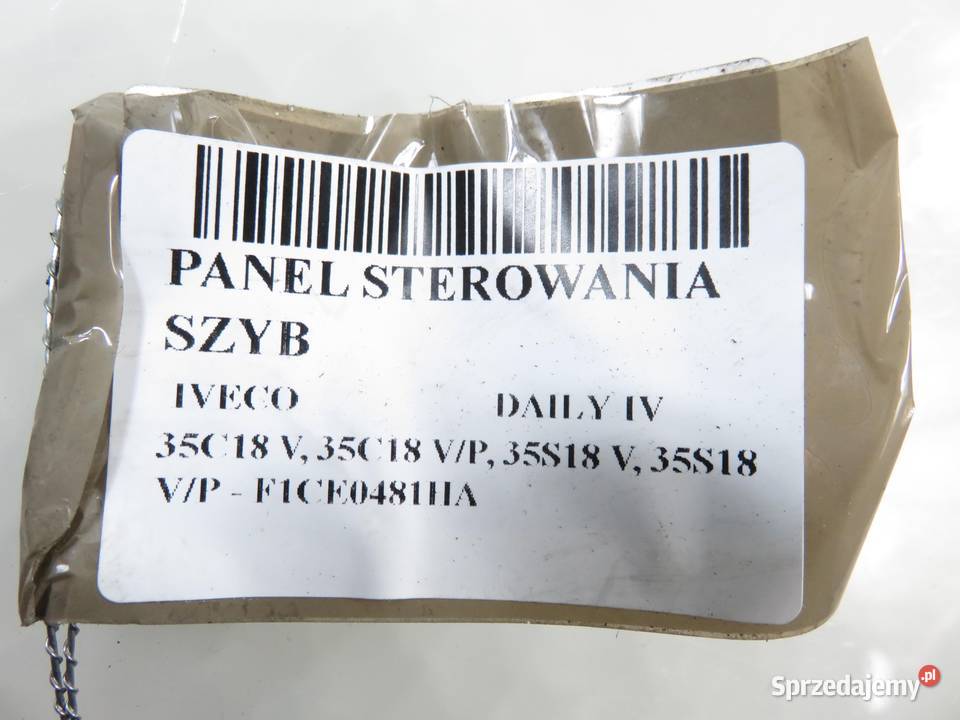 PANEL STEROWANIA
SZYB
IVECO DAILY IV
35C18 V, 35C18 V/P, 35S18 V, 35S18
V/P - F1CE0481HA
Sprzedajemy.pl